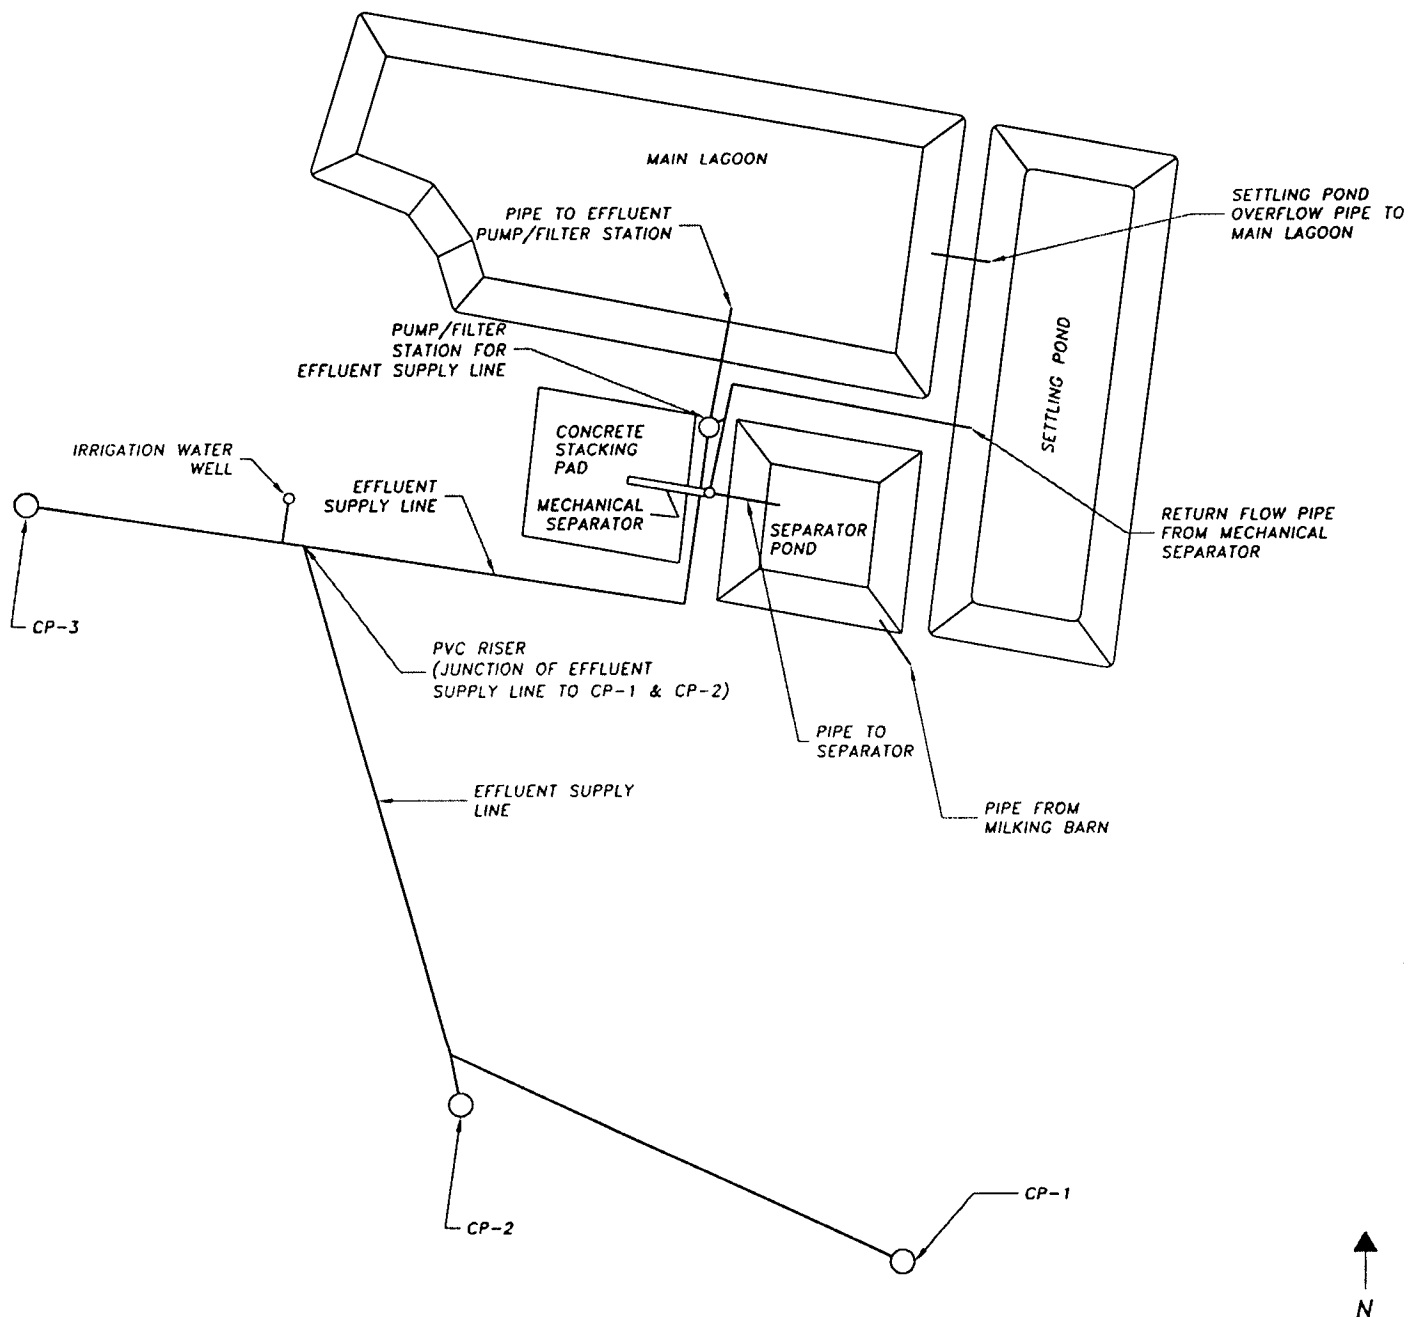 MAIN LAGOON
SETTLING POND
OVERFLOW PIPE TO
MAIN LAGOON
PIPE TO EFFLUENT
PUMP/FILTER STATION
PUMP/FILTER
STATION FOR
EFFLUENT SUPPLY LINE
SETTLING POND
CONCRETE
STACKING
PAD
IRRIGATION WATER
WELL
EFFLUENT
SUPPLY LINE
MECHANICAL
SEPARATOR
SEPARATOR
POND
RETURN FLOW PIPE
FROM MECHANICAL
SEPARATOR
CP-3
PVC RISER
(JUNCTION OF EFFLUENT
SUPPLY LINE TO CP-1 & CP-2)
PIPE TO
SEPARATOR
EFFLUENT SUPPLY
LINE
PIPE FROM
MILKING BARN
CP-1
CP-2
N